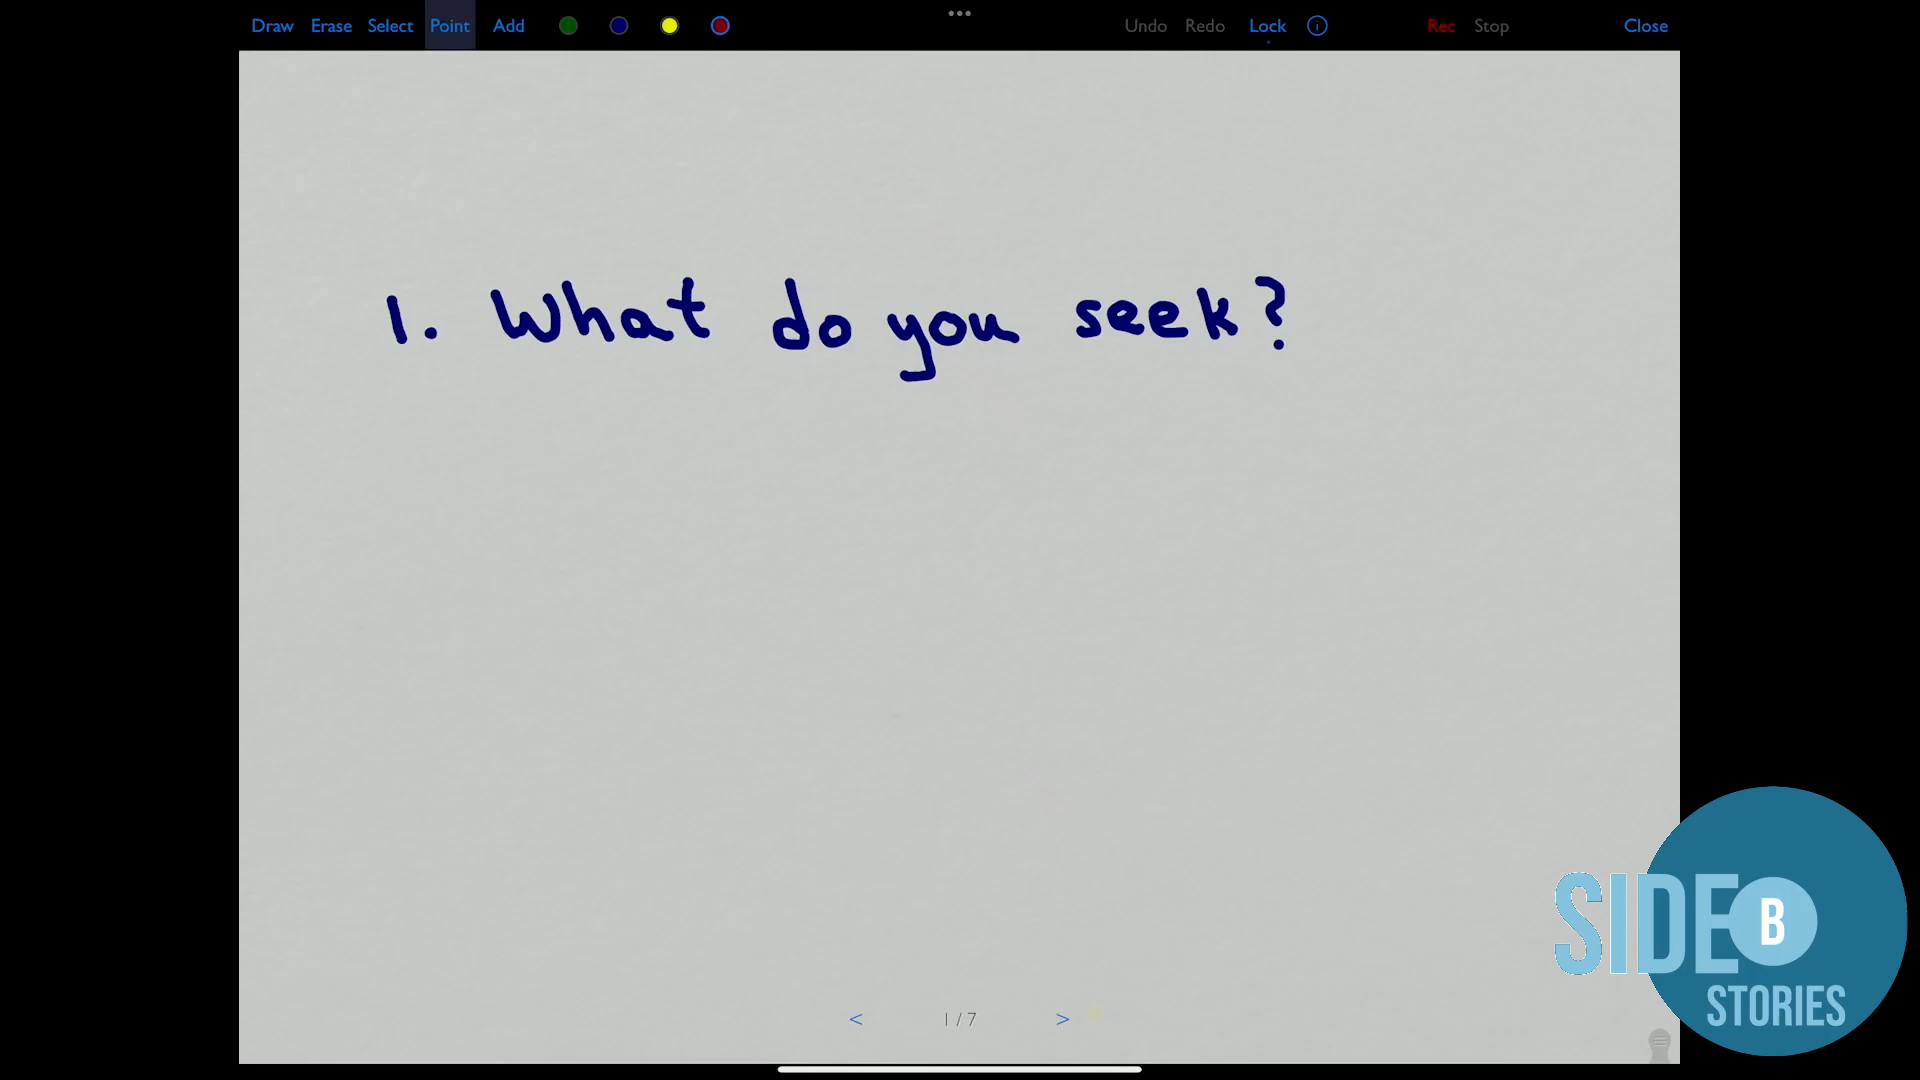 Draw Erase Select Point Add Undo Redo Lock Rec Stop Close
1. What do you seek?
SIDE B
STORIES
< 1 / 7 >